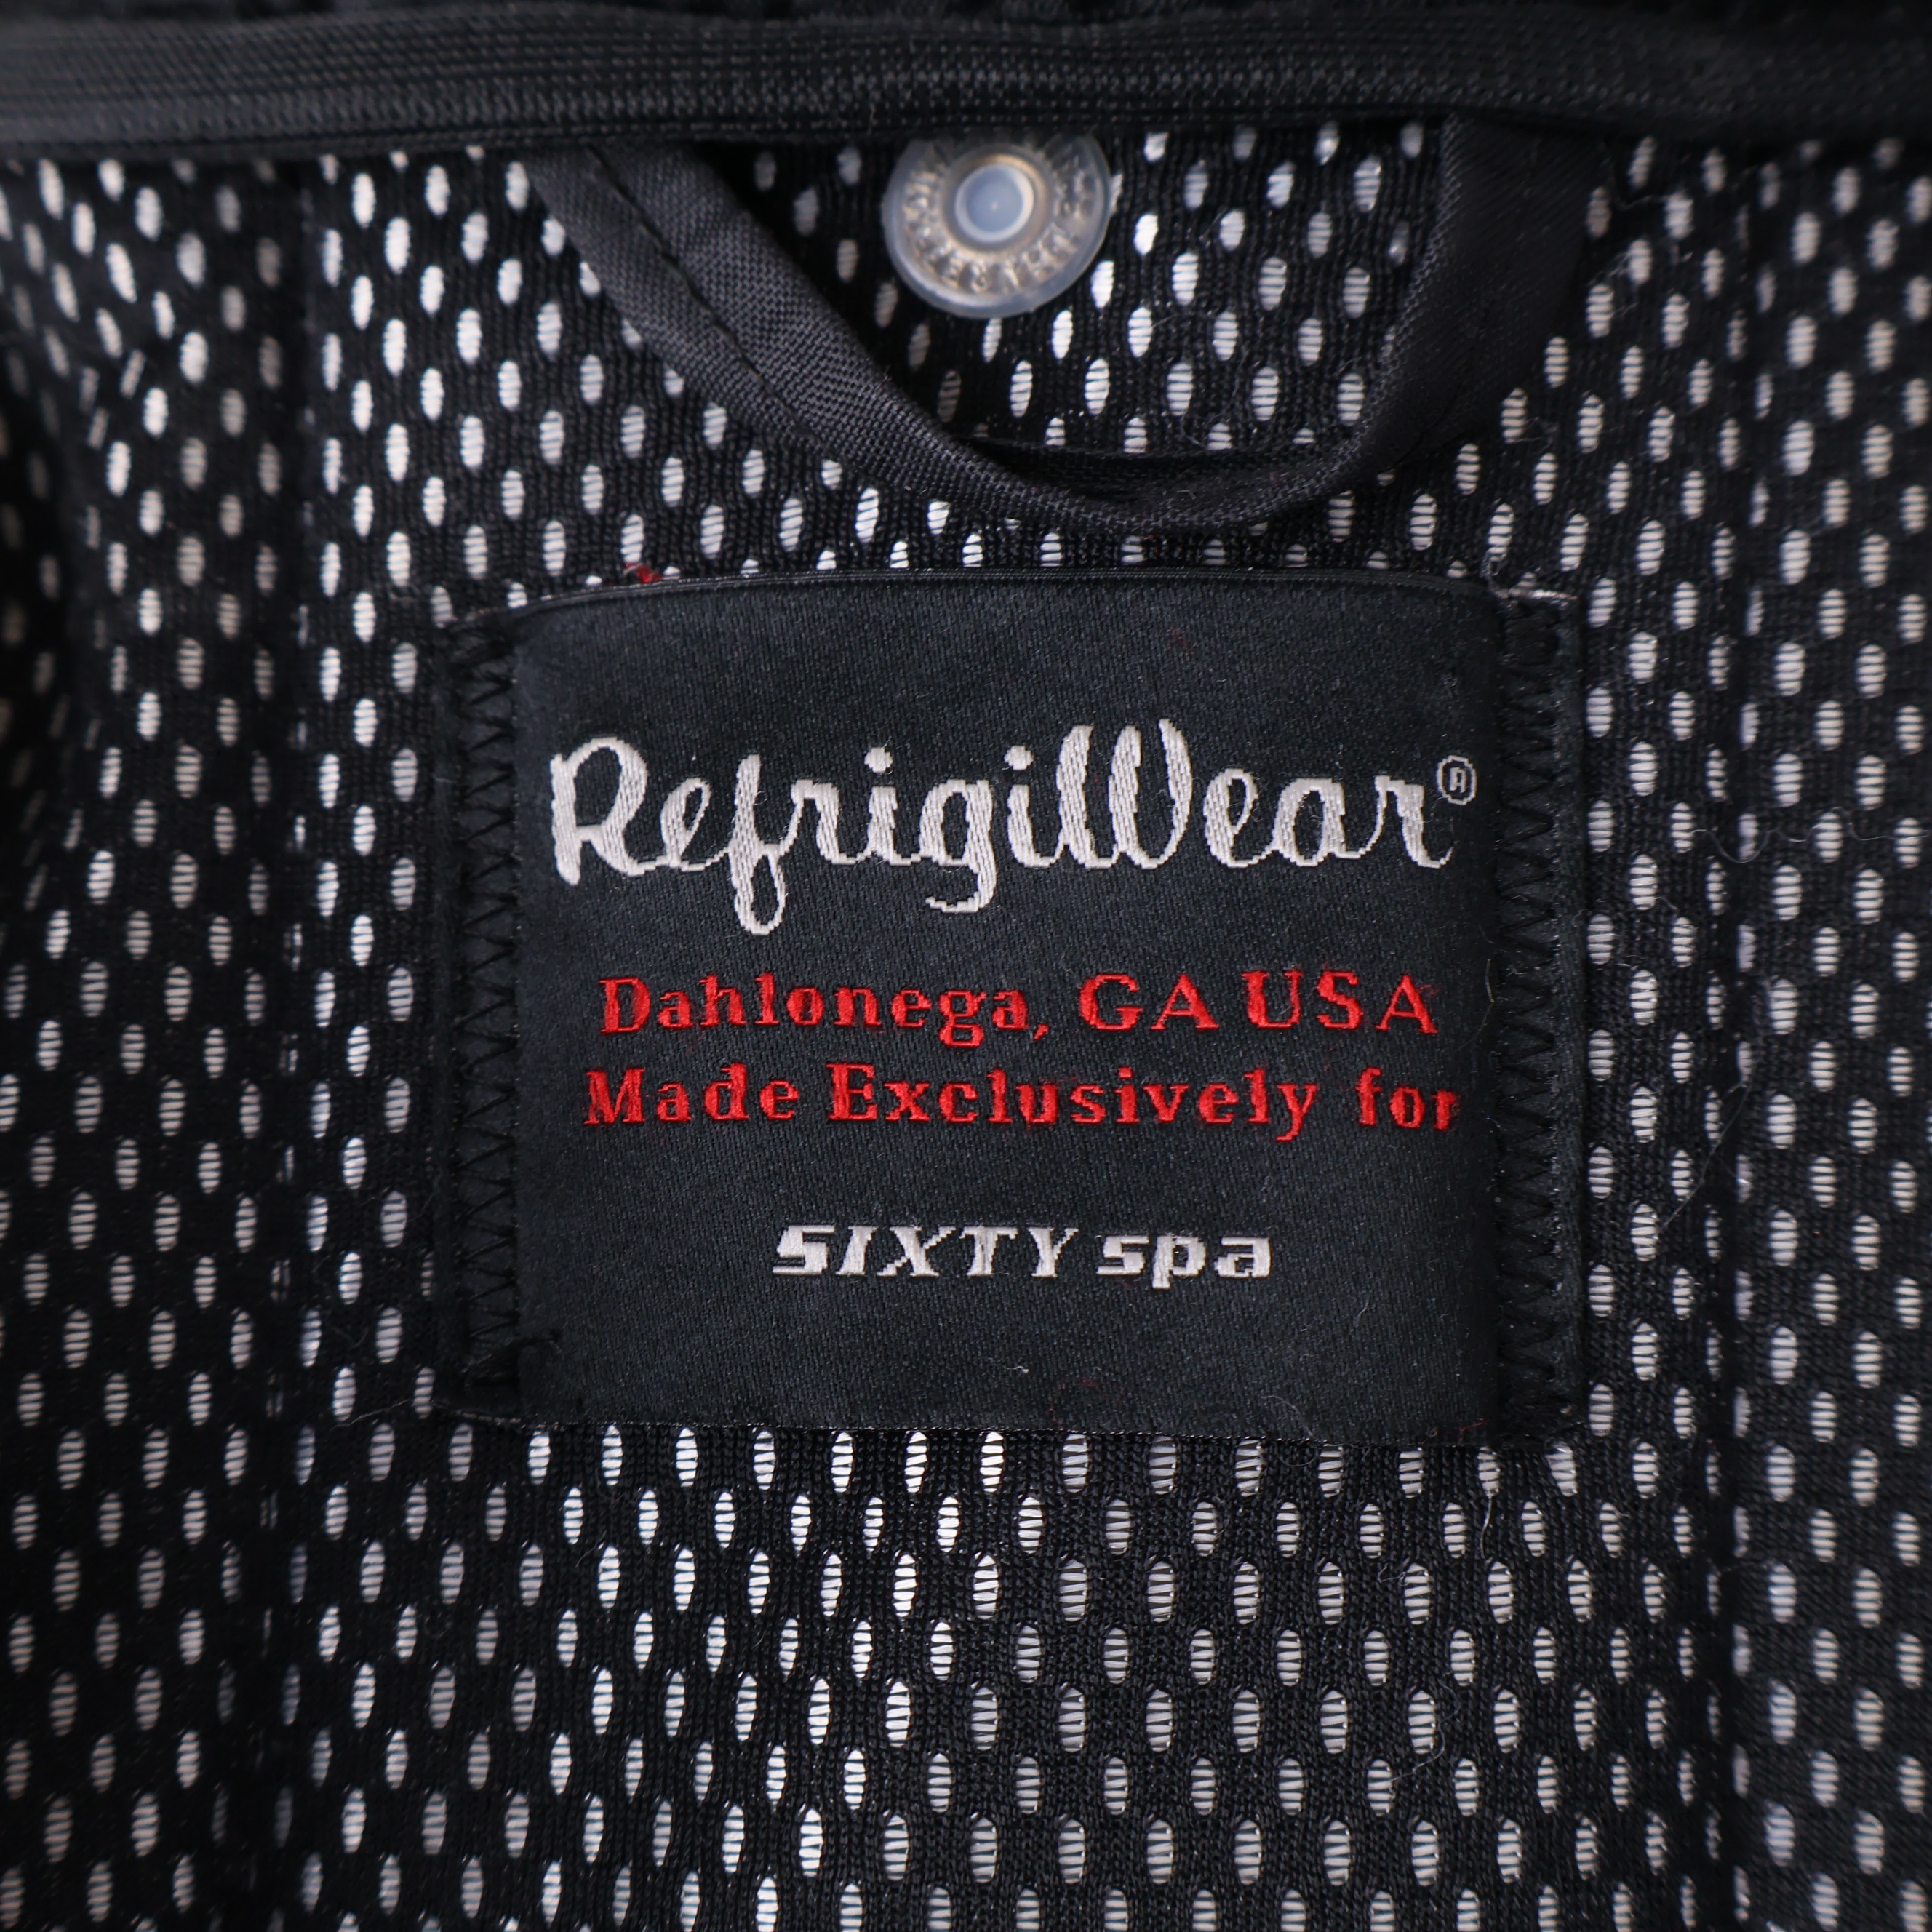 RefrigiWear®
Dahlonega, GA USA
Made Exclusively for
SIXTY spa